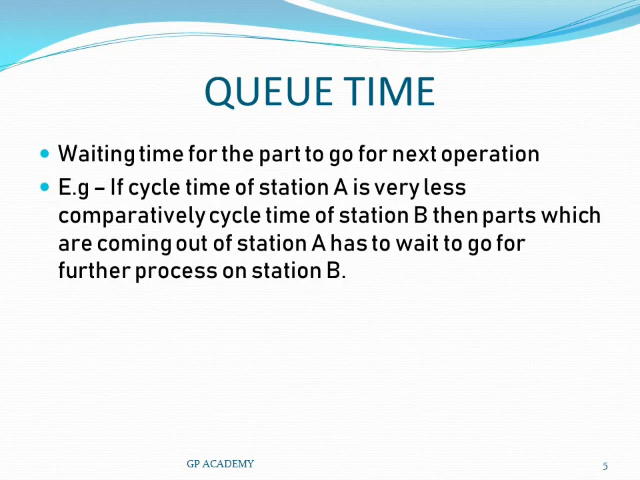 QUEUE TIME
• Waiting time for the part to go for next operation
• E.g – If cycle time of station A is very less
comparatively cycle time of station B then parts which
are coming out of station A has to wait to go for
further process on station B.
GP ACADEMY
5